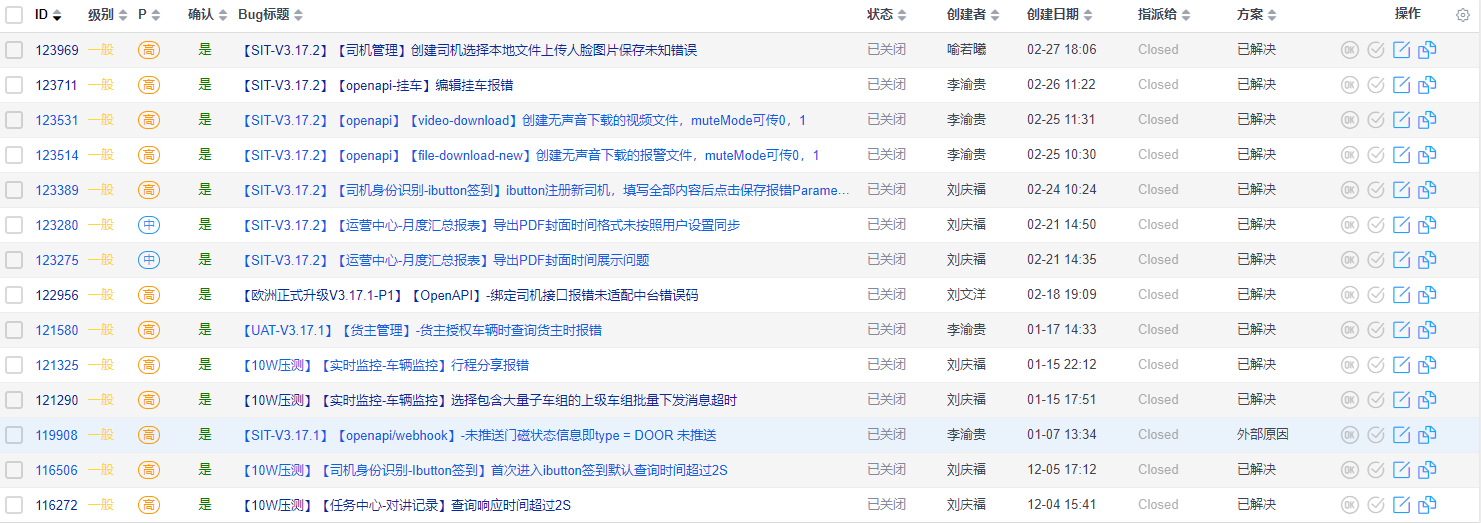 ID 级别 P 确认 Bug标题 状态 创建者 创建日期 指派给 方案 操作
123969 一般 高 是 【SIT-V3.17.2】【司机管理】创建司机选择本地文件上传人脸图片保存未知错误 已关闭 喻若曦 02-27 18:06 Closed 已解决 OK
123711 一般 高 是 【SIT-V3.17.2】【openapi-挂车】编辑挂车报错 已关闭 李渝贵 02-26 11:22 Closed 已解决 OK
123531 一般 高 是 【SIT-V3.17.2】【openapi】【video-download】创建无声音下载的视频文件，muteMode可传0，1 已关闭 李渝贵 02-25 11:31 Closed 已解决 OK
123514 一般 高 是 【SIT-V3.17.2】【openapi】【file-download-new】创建无声音下载的报警文件，muteMode可传0，1 已关闭 李渝贵 02-25 10:30 Closed 已解决 OK
123389 一般 高 是 【SIT-V3.17.2】【司机身份识别-ibutton签到】ibutton注册新司机，填写全部内容后点击保存报错Parame... 已关闭 刘庆福 02-24 10:24 Closed 已解决 OK
123280 一般 中 是 【SIT-V3.17.2】【运营中心-月度汇总报表】导出PDF封面时间格式未按照用户设置同步 已关闭 刘庆福 02-21 14:50 Closed 已解决 OK
123275 一般 中 是 【SIT-V3.17.2】【运营中心-月度汇总报表】导出PDF封面时间展示问题 已关闭 刘庆福 02-21 14:35 Closed 已解决 OK
122956 一般 高 是 【欧洲正式升级V3.17.1-P1】【OpenAPI】-绑定司机接口报错未适配中台错误码 已关闭 刘文洋 02-18 19:09 Closed 已解决 OK
121580 一般 高 是 【UAT-V3.17.1】【货主管理】-货主授权车辆时查询货主时报错 已关闭 李渝贵 01-17 14:33 Closed 已解决 OK
121325 一般 高 是 【10W压测】【实时监控-车辆监控】行程分享报错 已关闭 刘庆福 01-15 22:12 Closed 已解决 OK
121290 一般 高 是 【10W压测】【实时监控-车辆监控】选择包含大量子车组的上级车组批量下发消息超时 已关闭 刘庆福 01-15 17:51 Closed 已解决 OK
119908 一般 高 是 【SIT-V3.17.1】【openapi/webhook】-未推送门磁状态信息即type = DOOR 未推送 已关闭 李渝贵 01-07 13:34 Closed 外部原因 OK
116506 一般 高 是 【10W压测】【司机身份识别-Ibutton签到】首次进入ibutton签到默认查询时间超过2S 已关闭 刘庆福 12-05 17:12 Closed 已解决 OK
116272 一般 高 是 【10W压测】【任务中心-对讲记录】查询响应时间超过2S 已关闭 刘庆福 12-04 15:41 Closed 已解决 OK